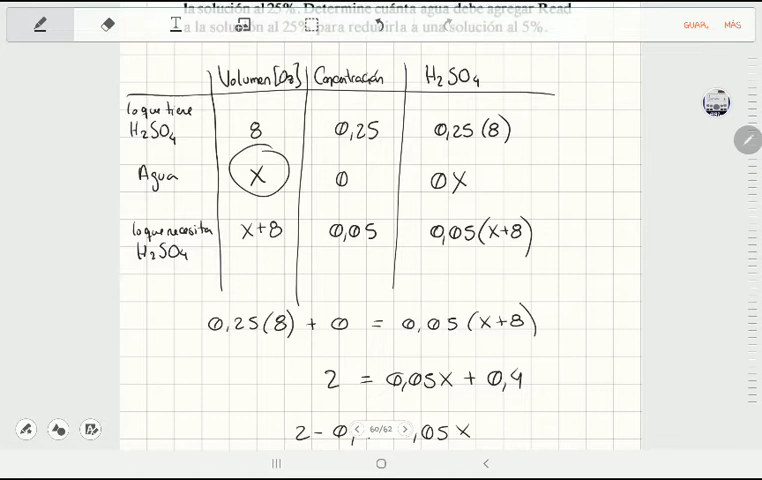 la solución al 25%. Determine cuánta agua debe agregar Read
a la solución al 25% para reducirla a una solución al 5%.
GUAR. MÁS
Volumen [Oz] Concentración H2SO4
lo que tiene
H2SO4 8 0,25 0,25(8)
Agua X 0 0X
lo que necesita
H2SO4 X+8 0,05 0,05(X+8)
0,25(8) + 0 = 0,05 (X+8)
2 = 0,05X + 0,4
2 - 0, ,05 X
60/62